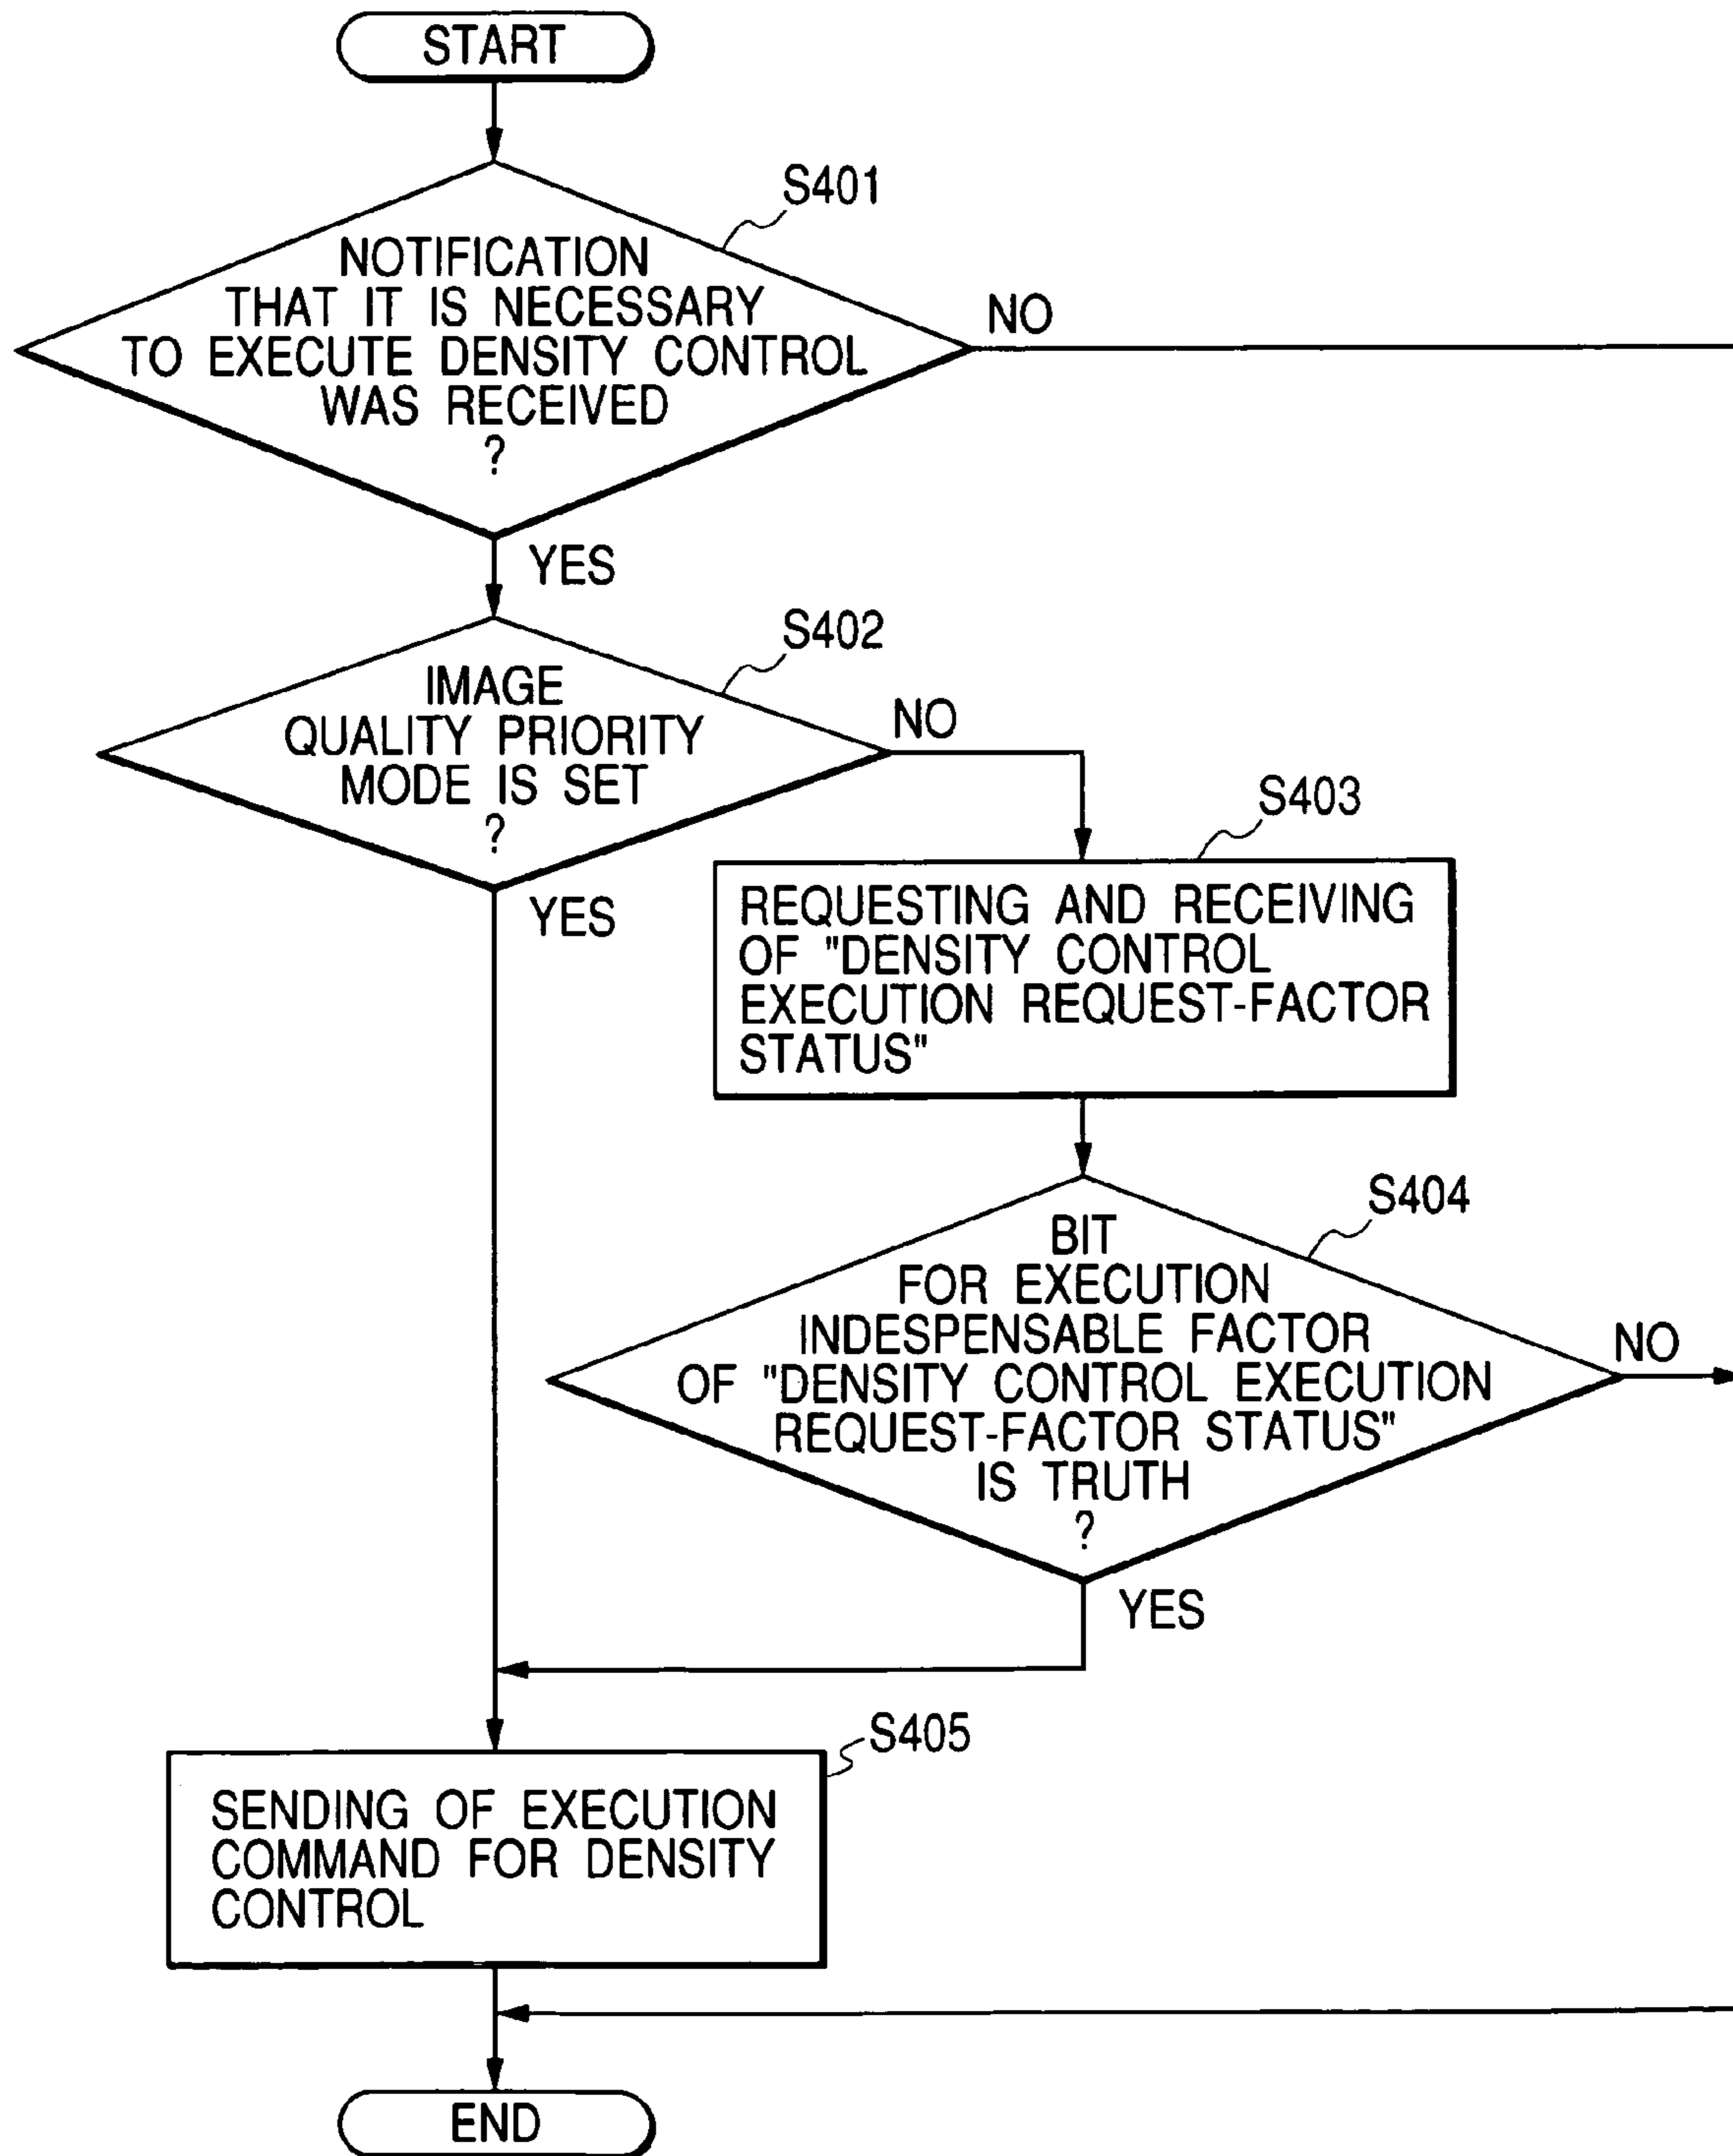 START
S401
NOTIFICATION
THAT IT IS NECESSARY
TO EXECUTE DENSITY CONTROL
WAS RECEIVED
?
NO
YES
S402
IMAGE
QUALITY PRIORITY
MODE IS SET
?
NO
YES
S403
REQUESTING AND RECEIVING
OF "DENSITY CONTROL
EXECUTION REQUEST-FACTOR
STATUS"
S404
BIT
FOR EXECUTION
INDESPENSABLE FACTOR
OF "DENSITY CONTROL EXECUTION
REQUEST-FACTOR STATUS"
IS TRUTH
?
NO
YES
S405
SENDING OF EXECUTION
COMMAND FOR DENSITY
CONTROL
END